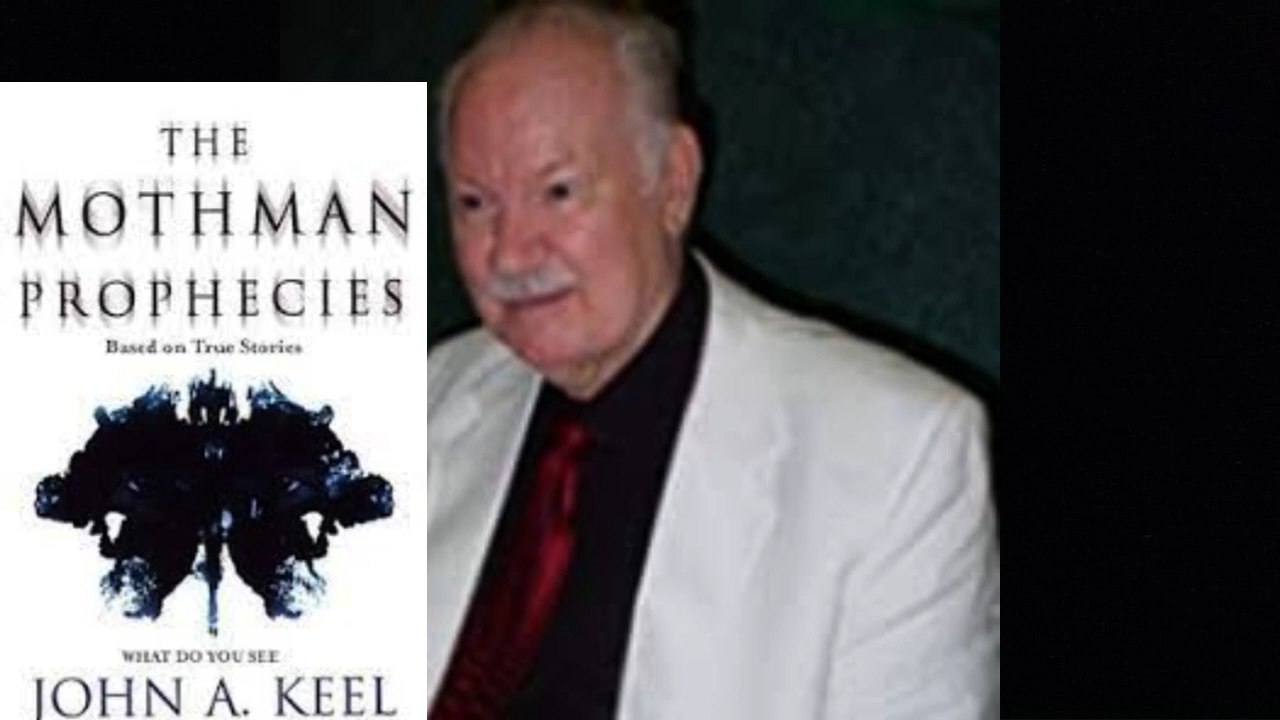 THE
MOTHMAN
PROPHECIES
Based on True Stories
WHAT DO YOU SEE
JOHN A. KEEL